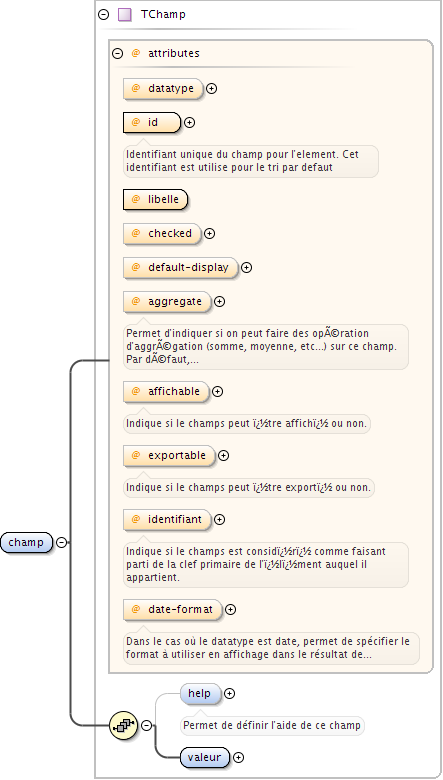 TChamp
@ attributes
@ datatype
@ id
Identifiant unique du champ pour l'element. Cet
identifiant est utilise pour le tri par defaut
@ libelle
@ checked
@ default-display
@ aggregate
Permet d'indiquer si on peut faire des opÃ©ration
d'aggrÃ©gation (somme, moyenne, etc...) sur ce champ.
Par dÃ©faut,...
@ affichable
Indique si le champs peut ï¿½tre affichï¿½ ou non.
@ exportable
Indique si le champs peut ï¿½tre exportï¿½ ou non.
@ identifiant
Indique si le champs est considï¿½rï¿½ comme faisant
parti de la clef primaire de l'ï¿½lï¿½ment auquel il
appartient.
champ
@ date-format
Dans le cas où le datatype est date, permet de spécifier le
format à utiliser en affichage dans le résultat de...
help
Permet de définir l'aide de ce champ
valeur